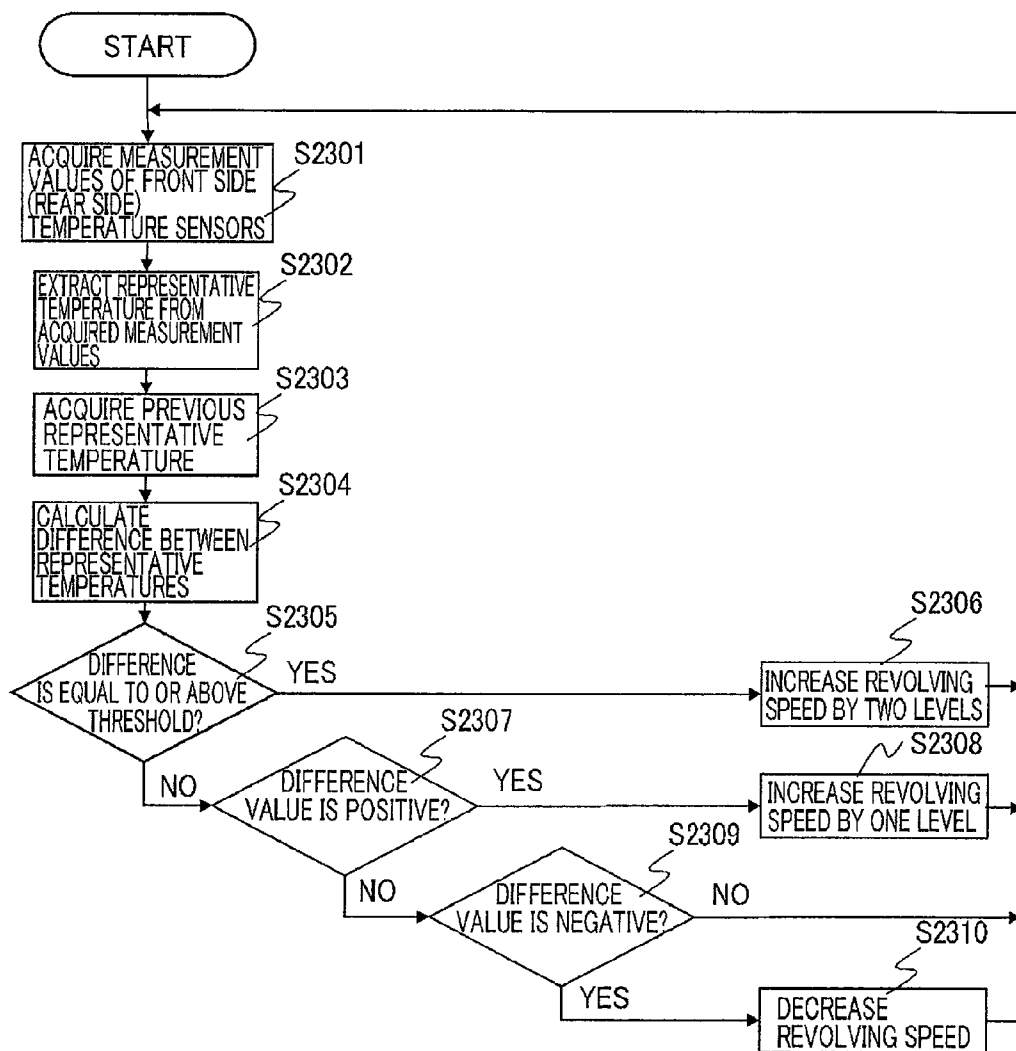 START
S2301
ACQUIRE MEASUREMENT
VALUES OF FRONT SIDE
(REAR SIDE)
TEMPERATURE SENSORS
S2302
EXTRACT REPRESENTATIVE
TEMPERATURE FROM
ACQUIRED MEASUREMENT
VALUES
S2303
ACQUIRE PREVIOUS
REPRESENTATIVE
TEMPERATURE
S2304
CALCULATE
DIFFERENCE BETWEEN
REPRESENTATIVE
TEMPERATURES
S2305
DIFFERENCE
IS EQUAL TO OR ABOVE
THRESHOLD?
YES
S2306
INCREASE REVOLVING
SPEED BY TWO LEVELS
NO
S2307
DIFFERENCE
VALUE IS POSITIVE?
YES
S2308
INCREASE REVOLVING
SPEED BY ONE LEVEL
NO
S2309
DIFFERENCE
VALUE IS NEGATIVE?
NO
YES
S2310
DECREASE
REVOLVING SPEED